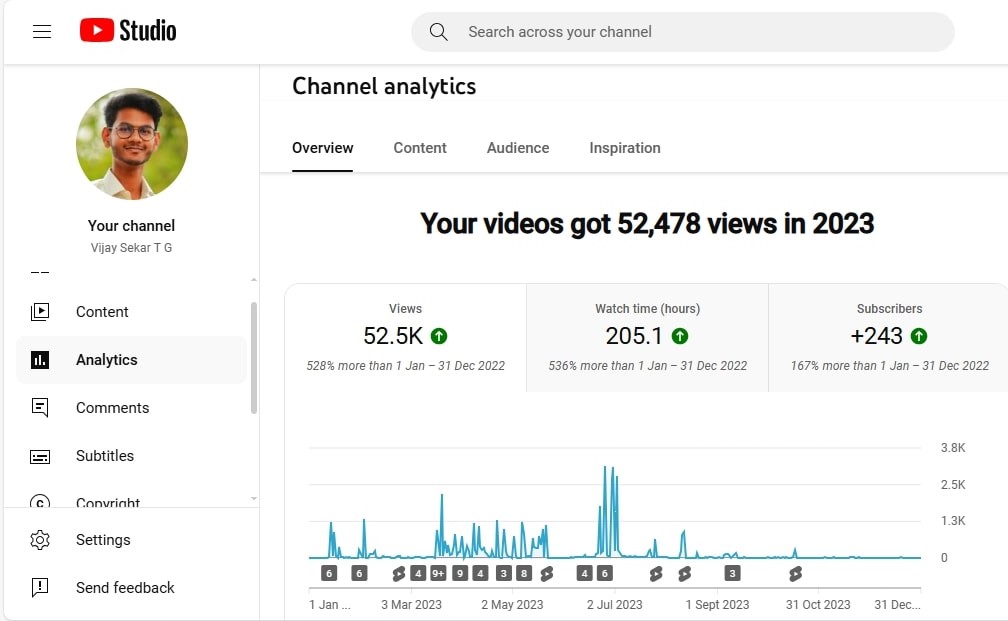 Studio
Search across your channel
Channel analytics
Overview Content Audience Inspiration
Your channel
Vijay Sekar T G
Content
Analytics
Comments
Subtitles
Copyright
Settings
Send feedback
Your videos got 52,478 views in 2023
Views
52.5K
528% more than 1 Jan – 31 Dec 2022
Watch time (hours)
205.1
536% more than 1 Jan – 31 Dec 2022
Subscribers
+243
167% more than 1 Jan – 31 Dec 2022
3.8K
2.5K
1.3K
0
6 6 4 9+ 9 4 3 8 4 6 3
1 Jan ... 3 Mar 2023 2 May 2023 2 Jul 2023 1 Sept 2023 31 Oct 2023 31 Dec...